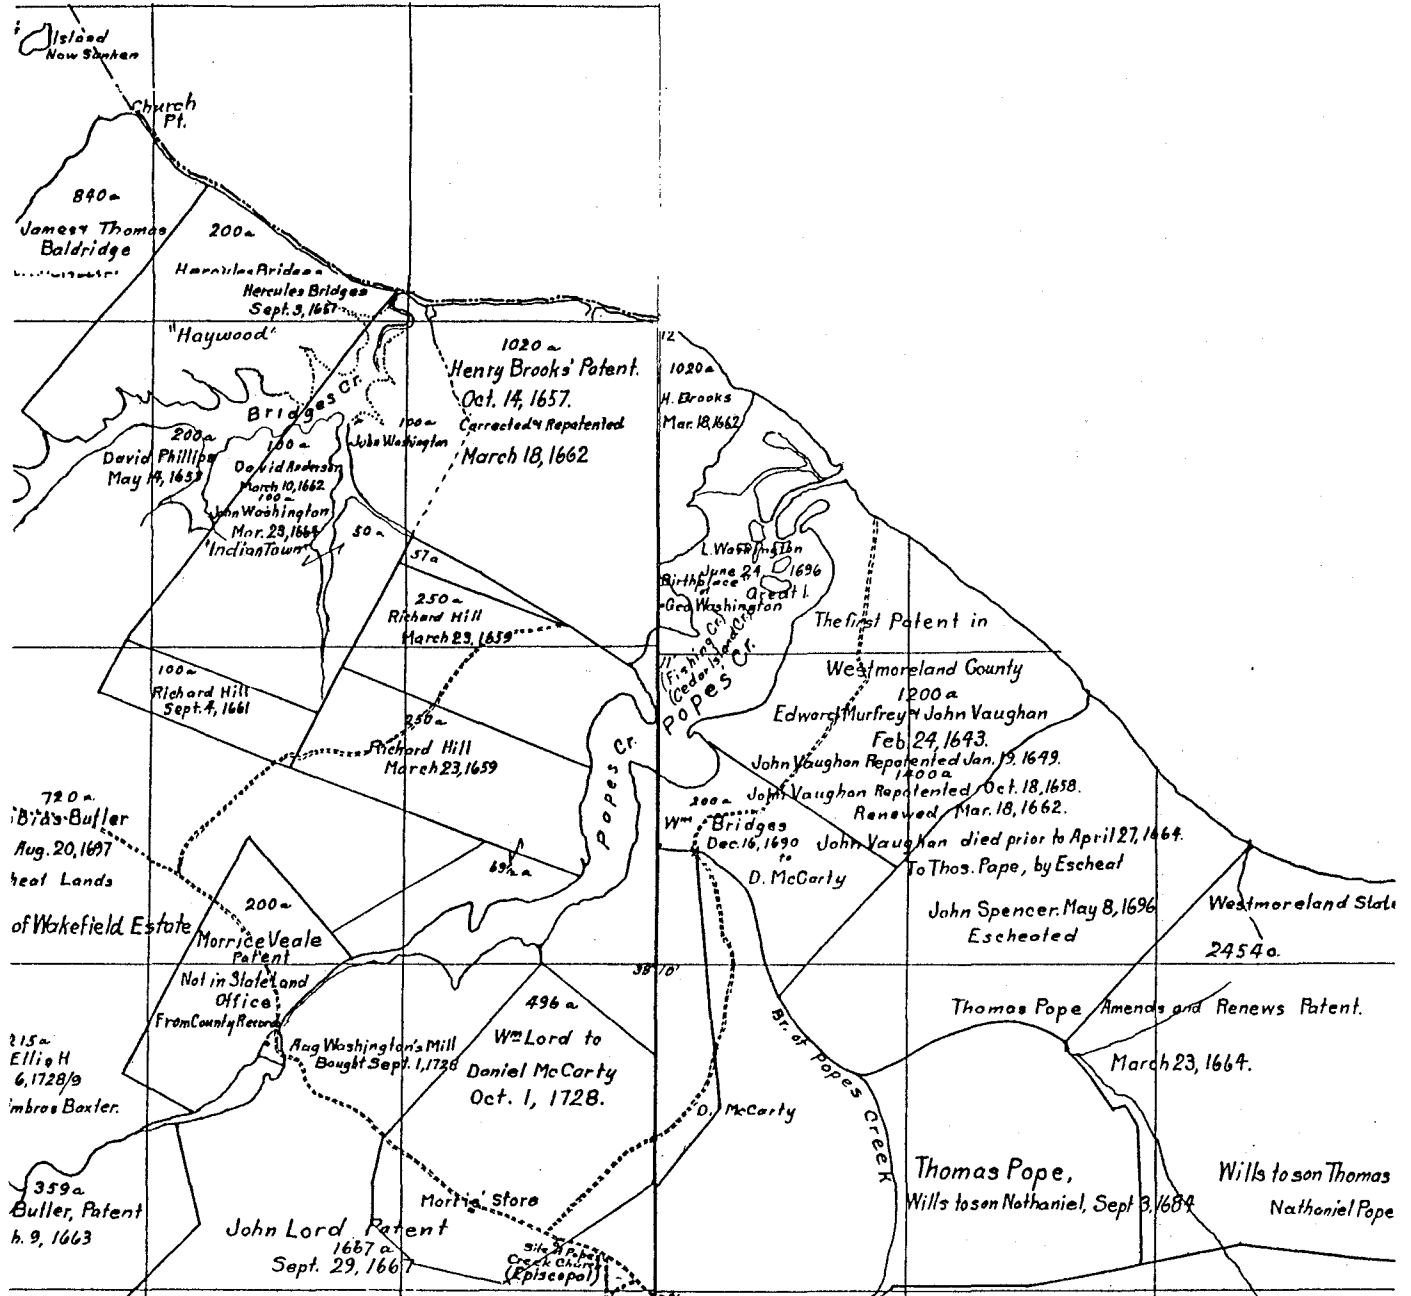 Island
Now Sunken
Church
Pt.
840a
James & Thomas
Baldridge
200a
Hercules Bridges
Hercules Bridges
Sept. 3, 1657
"Haywood"
Bridges Cr.
1020a
Henry Brooks' Patent.
Oct. 14, 1657.
Corrected & Repatented
March 18, 1662
12
1020a
H. Brooks
Mar. 18, 1662
200a
David Phillips
May 14, 1653
100a
David Anderson
March 10, 1662
100a
John Washington
Mar. 23, 1664
"Indian Town"
100a
John Washington
50a
57a
250a
Richard Hill
March 23, 1659
100a
Richard Hill
Sept. 4, 1661
250a
Richard Hill
March 23, 1659
L. Washington
June 24 1696
Birthplace
of
Geo Washington
Great I.
11'
(Fishing Cr.)
(Cedar Island Cr.)
Popes Cr.
Popes Cr.
The first Patent in
Westmoreland County
1200a
Edword Murfrey & John Vaughan
Feb. 24, 1643.
John Vaughan Repatented Jan. 19, 1649.
1400a
John Vaughan Repatented Oct. 18, 1658.
Renewed, Mar. 18, 1662.
John Vaughan died prior to April 27, 1664.
To Thos. Pape, by Escheat
200a
Wm Bridges
Dec. 16, 1690
to
D. McCarty
John Spencer. May 8, 1696
Escheated
Westmoreland State
2454a.
720a
Butler
Aug. 20, 1697
heat Lands
of Wakefield Estate
200a
Morrice Veale
Patent
Not in State Land
Office
From County Record
38°10'
496a
Wm Lord to
Daniel McCarty
Oct. 1, 1728.
Aug Washington's Mill
Bought Sept. 1, 1728
215a
6, 1728/9
Baxter.
Thomas Pope Amends and Renews Patent.
March 23, 1664.
Br. of Popes Creek
D. McCarty
Thomas Pope,
Wills to son Nathaniel, Sept 3, 1684
Wills to son Thomas
Nathaniel Pope
359a
Butler, Patent
h. 9, 1663
John Lord Patent
1667a
Sept. 29, 1667
Morris' Store
Site of Popes
Creek Church
(Episcopal)